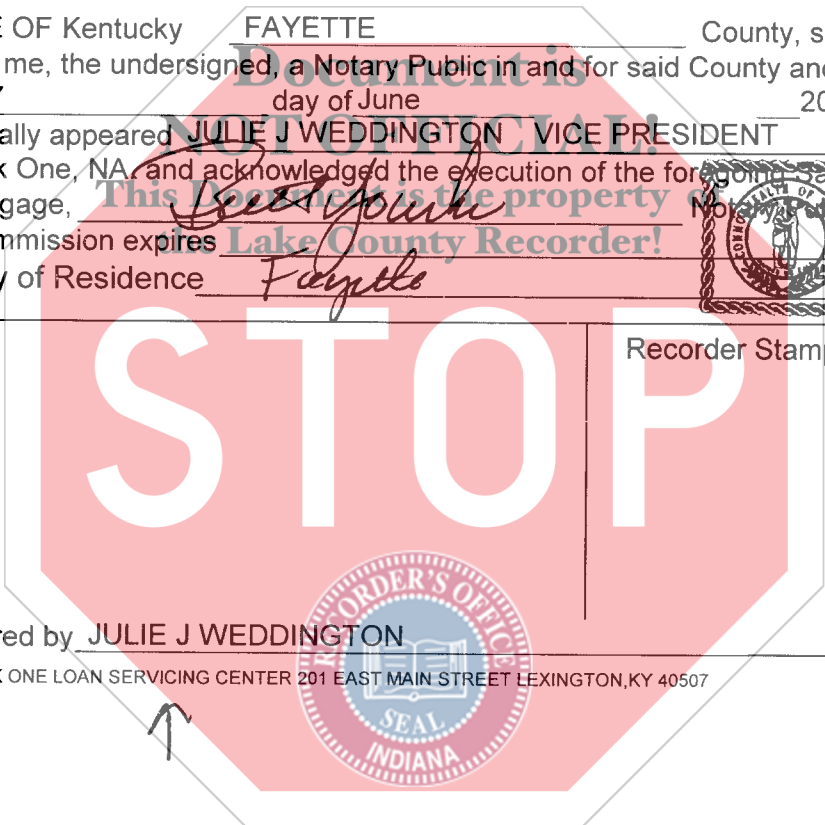 E OF Kentucky FAYETTE County, s
me, the undersigned, a Notary Public in and for said County and
day of June 20
ally appeared JULIE J WEDDINGTON VICE PRESIDENT
k One, NA. and acknowledged the execution of the foregoing Sa
gage,
mmission expires
y of Residence Fayette
Document is
NOT OFFICIAL!
This Document is the property of
the Lake County Recorder!
STOP
Recorder Stamp
RECORDER'S OFFICE
SEAL
INDIANA
red by JULIE J WEDDINGTON
K ONE LOAN SERVICING CENTER 201 EAST MAIN STREET LEXINGTON,KY 40507